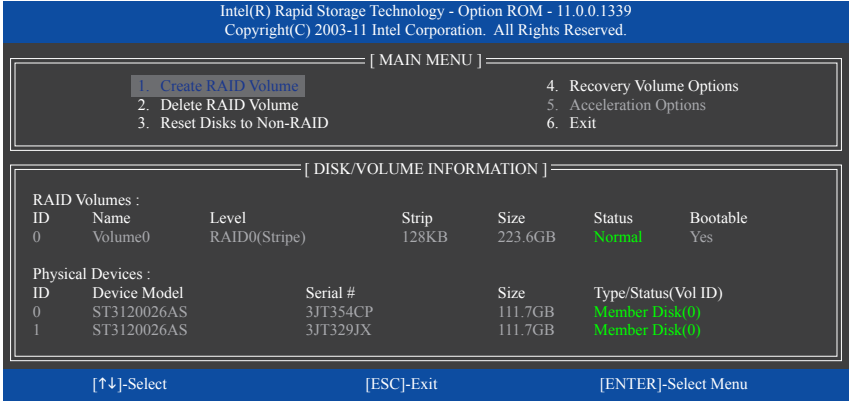 Intel(R) Rapid Storage Technology - Option ROM - 11.0.0.1339
Copyright(C) 2003-11 Intel Corporation. All Rights Reserved.
[ MAIN MENU ]
1. Create RAID Volume 4. Recovery Volume Options
2. Delete RAID Volume 5. Acceleration Options
3. Reset Disks to Non-RAID 6. Exit
[ DISK/VOLUME INFORMATION ]
RAID Volumes :
ID Name Level Strip Size Status Bootable
0 Volume0 RAID0(Stripe) 128KB 223.6GB Normal Yes
Physical Devices :
ID Device Model Serial # Size Type/Status(Vol ID)
0 ST3120026AS 3JT354CP 111.7GB Member Disk(0)
1 ST3120026AS 3JT329JX 111.7GB Member Disk(0)
[↑↓]-Select [ESC]-Exit [ENTER]-Select Menu